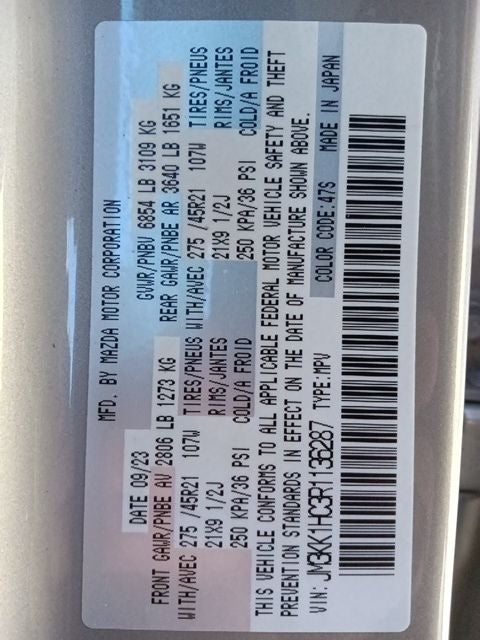 MFD. BY MAZDA MOTOR CORPORATION
DATE 09/23 GVWR/PNBV 6854 LB 3109 KG
FRONT GAWR/PNBE AV 2806 LB 1273 KG REAR GAWR/PNBE AR 3640 LB 1651 KG
WITH/AVEC 275 /45R21 107W TIRES/PNEUS WITH/AVEC 275 /45R21 107W TIRES/PNEUS
21X9 1/2J RIMS/JANTES 21X9 1/2J RIMS/JANTES
250 KPA/36 PSI COLD/A FROID 250 KPA/36 PSI COLD/A FROID
THIS VEHICLE CONFORMS TO ALL APPLICABLE FEDERAL MOTOR VEHICLE SAFETY AND THEFT
PREVENTION STANDARDS IN EFFECT ON THE DATE OF MANUFACTURE SHOWN ABOVE.
COLOR CODE:47S MADE IN JAPAN
VIN: JM3KK1HC3R1136287 TYPE:MPV